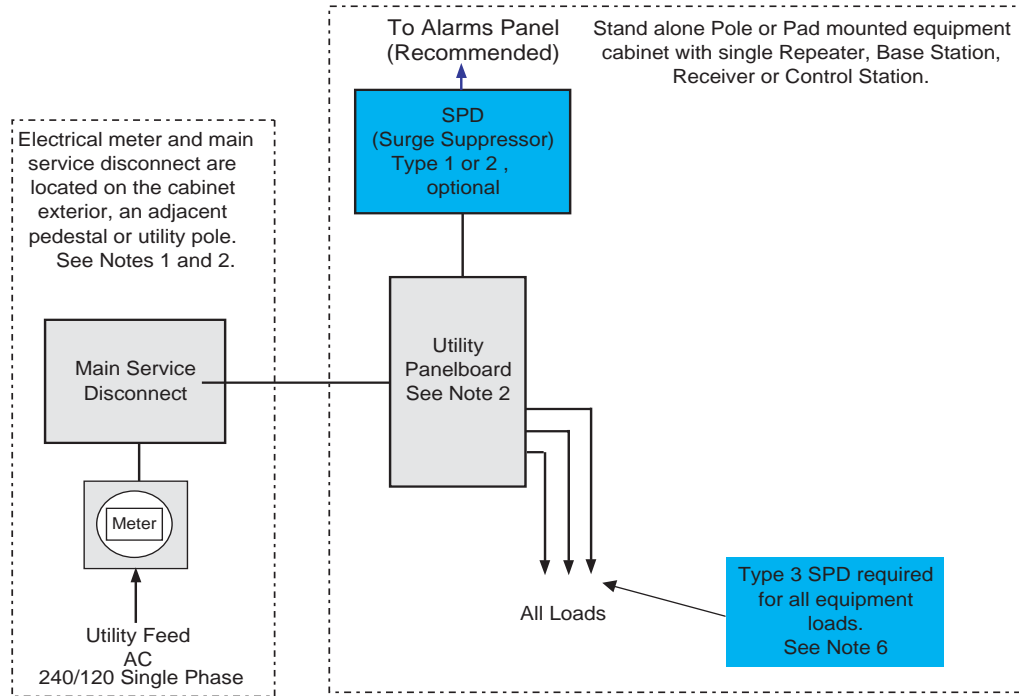 To Alarms Panel
(Recommended)
Stand alone Pole or Pad mounted equipment
cabinet with single Repeater, Base Station,
Receiver or Control Station.
SPD
(Surge Suppressor)
Type 1 or 2 ,
optional
Electrical meter and main
service disconnect are
located on the cabinet
exterior, an adjacent
pedestal or utility pole.
See Notes 1 and 2.
Main Service
Disconnect
Utility
Panelboard
See Note 2
Meter
Utility Feed
AC
240/120 Single Phase
All Loads
Type 3 SPD required
for all equipment
loads.
See Note 6